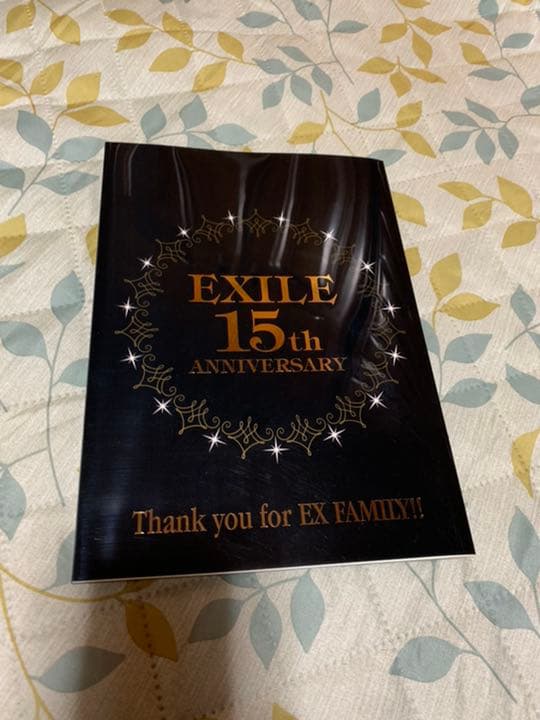 EXILE
15th
ANNIVERSARY
Thank you for EX FAMILY!!